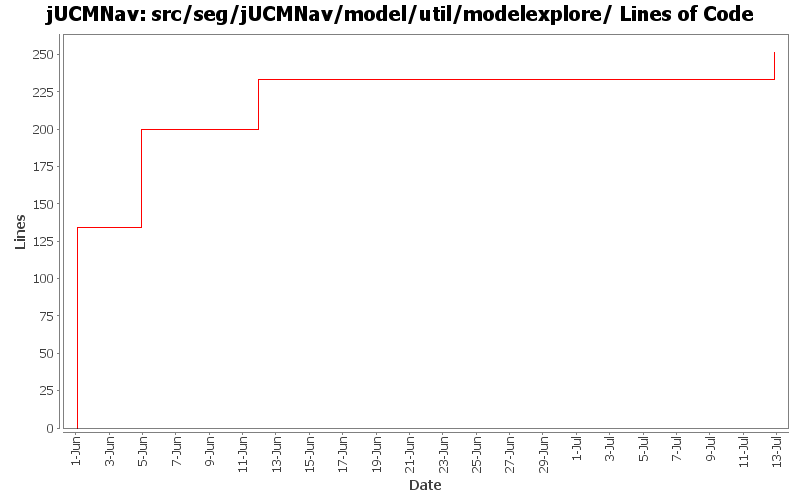 jUCMNav: src/seg/jUCMNav/model/util/modelexplore/ Lines of Code
250
225
200
175
150
125
100
75
50
25
0
Lines
1-Jun
3-Jun
5-Jun
7-Jun
9-Jun
11-Jun
13-Jun
15-Jun
17-Jun
19-Jun
21-Jun
23-Jun
25-Jun
27-Jun
29-Jun
1-Jul
3-Jul
5-Jul
7-Jul
9-Jul
11-Jul
13-Jul
Date